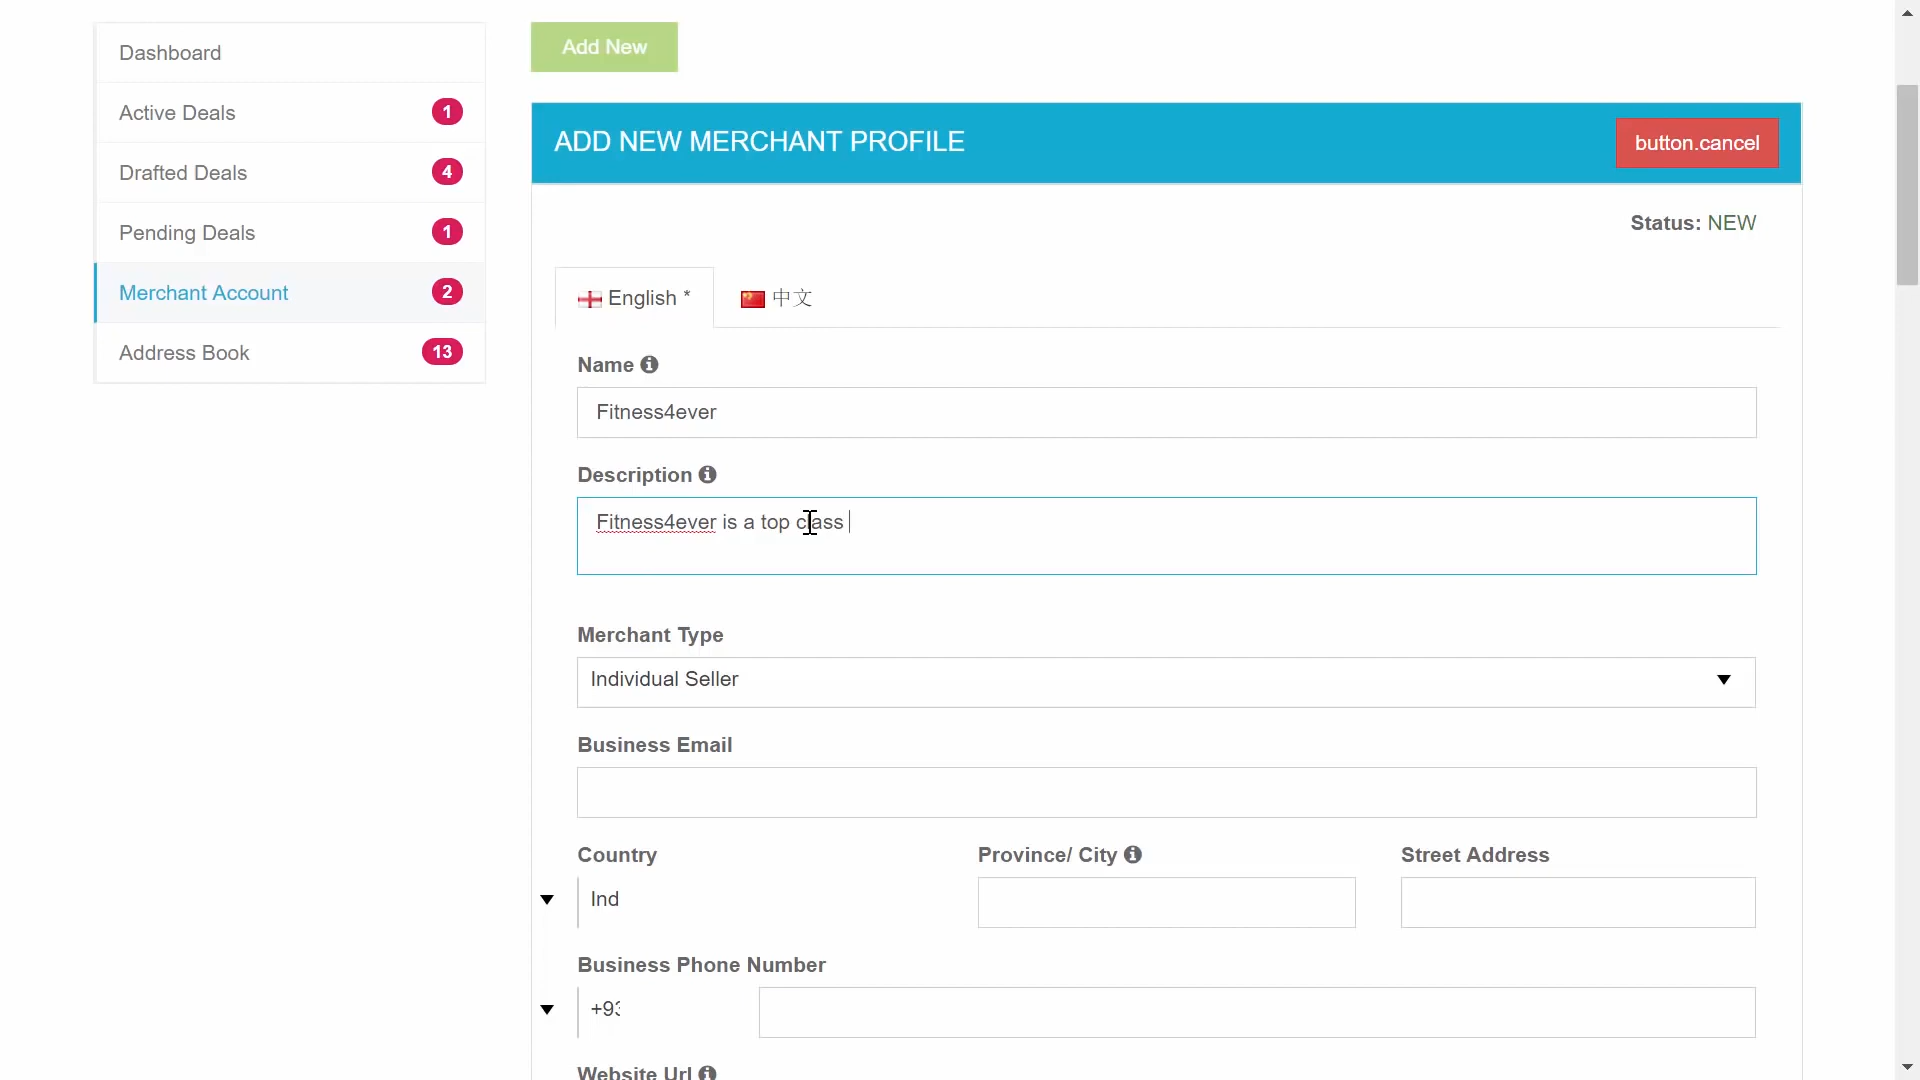 Dashboard
Active Deals 1
Drafted Deals 4
Pending Deals 1
Merchant Account 2
Address Book 13
Add New
ADD NEW MERCHANT PROFILE
button.cancel
Status: NEW
English *
中文
Name
Fitness4ever
Description
Fitness4ever is a top class
Merchant Type
Individual Seller
Business Email
Country
Province/ City
Street Address
Ind
Business Phone Number
+93
Website Url